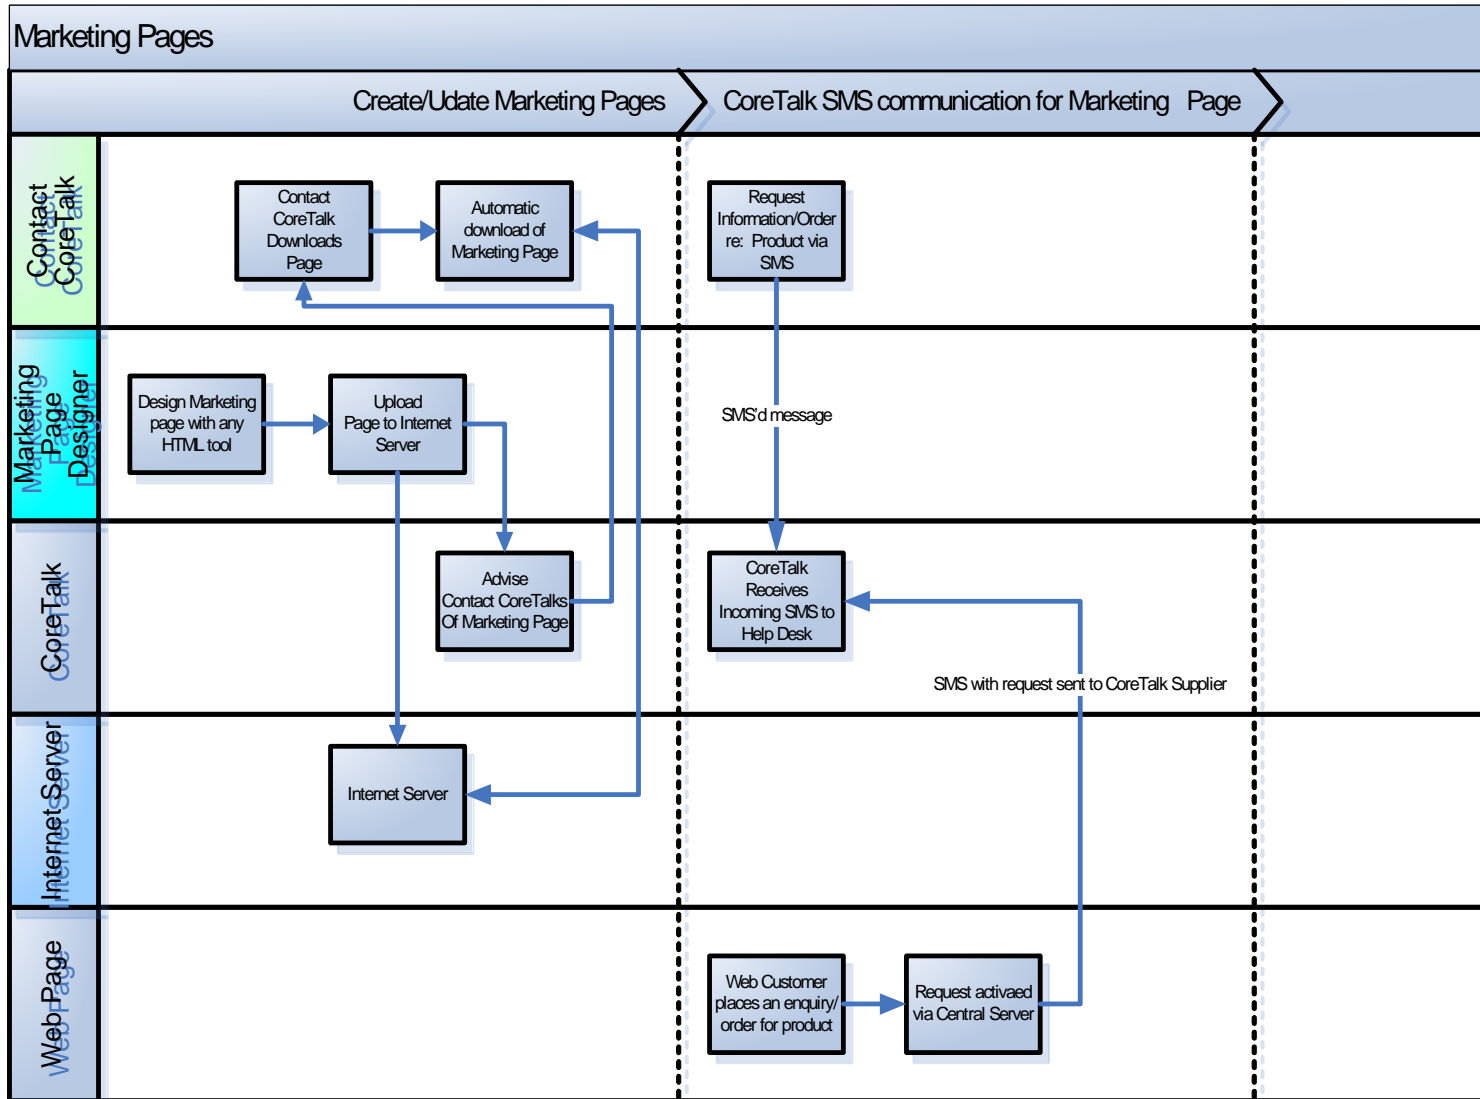 Marketing Pages
Create/Udate Marketing Pages
CoreTalk SMS communication for Marketing Page
Contact
CoreTalk
Contact
CoreTalk
Downloads
Page
Automatic
download of
Marketing Page
Request
Information/Order
re: Product via
SMS
Marketing
Page
Designer
Design Marketing
page with any
HTML tool
Upload
Page to Internet
Server
SMS'd message
CoreTalk
Advise
Contact CoreTalks
Of Marketing Page
CoreTalk
Receives
Incoming SMS to
Help Desk
SMS with request sent to CoreTalk Supplier
Internet Server
Internet Server
Web Page
Web Customer
places an enquiry/
order for product
Request activaed
via Central Server